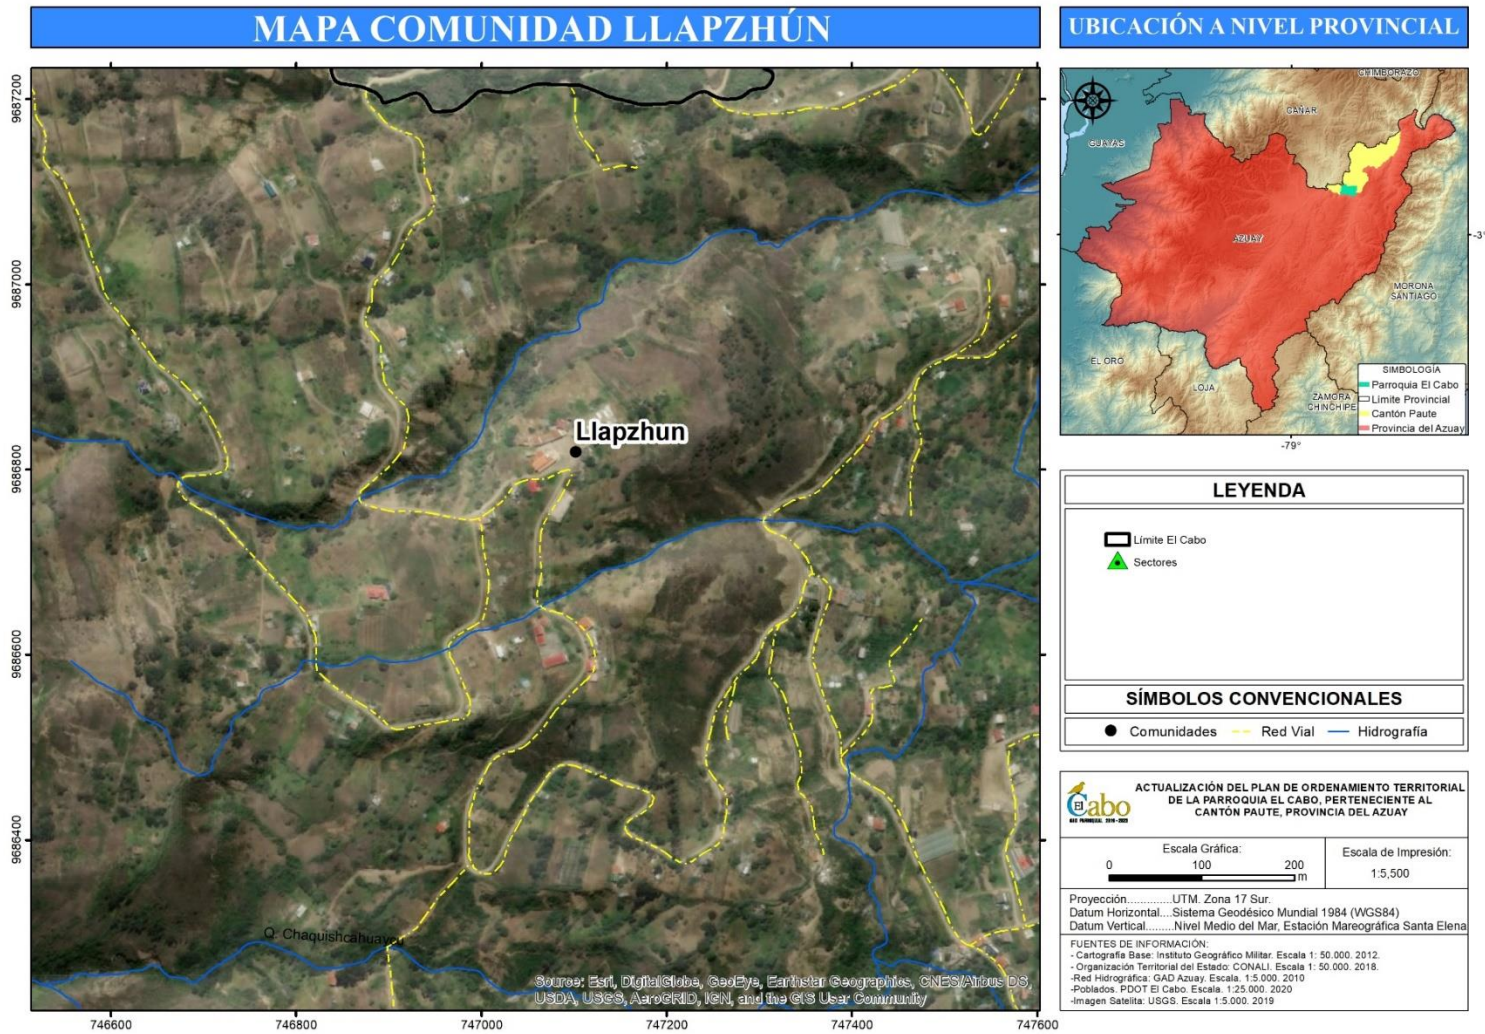 MAPA COMUNIDAD LLAPZHÚN
9687200
9687000
9686800
9686600
9686400
746600
746800
747000
747200
747400
747600
Llapzhun
Q. Chaquishcahuaycu
Source: Esri, DigitalGlobe, GeoEye, Earthstar Geographics, CNES/Airbus DS,
USDA, USGS, AeroGRID, IGN, and the GIS User Community
UBICACIÓN A NIVEL PROVINCIAL
CHIMBORAZO
CAÑAR
GUAYAS
AZUAY
MORONA
SANTIAGO
EL ORO
LOJA
ZAMORA
CHINCHIPE
-3°
-79°
SIMBOLOGÍA
Parroquia El Cabo
Límite Provincial
Cantón Paute
Provincia del Azuay
LEYENDA
Límite El Cabo
Sectores
SÍMBOLOS CONVENCIONALES
Comunidades
Red Vial
Hidrografía
El Cabo
ACTUALIZACIÓN DEL PLAN DE ORDENAMIENTO TERRITORIAL
DE LA PARROQUIA EL CABO, PERTENECIENTE AL
CANTÓN PAUTE, PROVINCIA DEL AZUAY
Escala Gráfica:
0 100 200
m
Escala de Impresión:
1:5,500
Proyección.............UTM. Zona 17 Sur.
Datum Horizontal....Sistema Geodésico Mundial 1984 (WGS84)
Datum Vertical.........Nivel Medio del Mar, Estación Mareográfica Santa Elena
FUENTES DE INFORMACIÓN:
- Cartografía Base: Instituto Geográfico Militar. Escala 1: 50.000. 2012.
- Organización Territorial del Estado: CONALI. Escala 1: 50.000. 2018.
-Red Hidrográfica: GAD Azuay. Escala. 1:5.000. 2010
-Poblados. PDOT El Cabo. Escala. 1:25.000. 2020
-Imagen Satelita: USGS. Escala 1:5.000. 2019